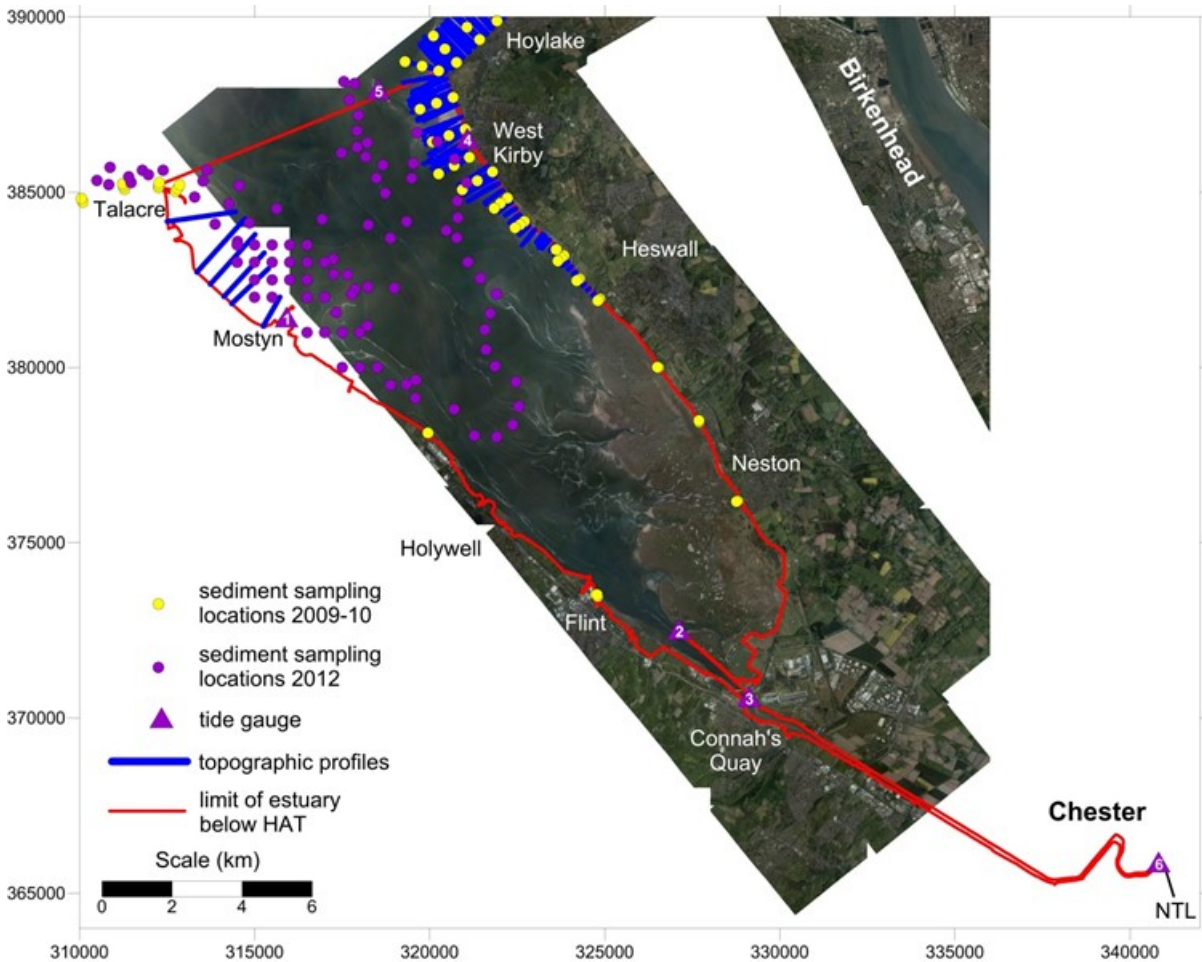 390000
385000
380000
375000
370000
365000
Hoylake
5
West
Kirby
4
Birkenhead
Talacre
Heswall
Mostyn
1
Neston
Holywell
Flint
2
3
Connah's
Quay
Chester
6
NTL
sediment sampling
locations 2009-10
sediment sampling
locations 2012
tide gauge
topographic profiles
limit of estuary
below HAT
Scale (km)
0 2 4 6
310000 315000 320000 325000 330000 335000 340000